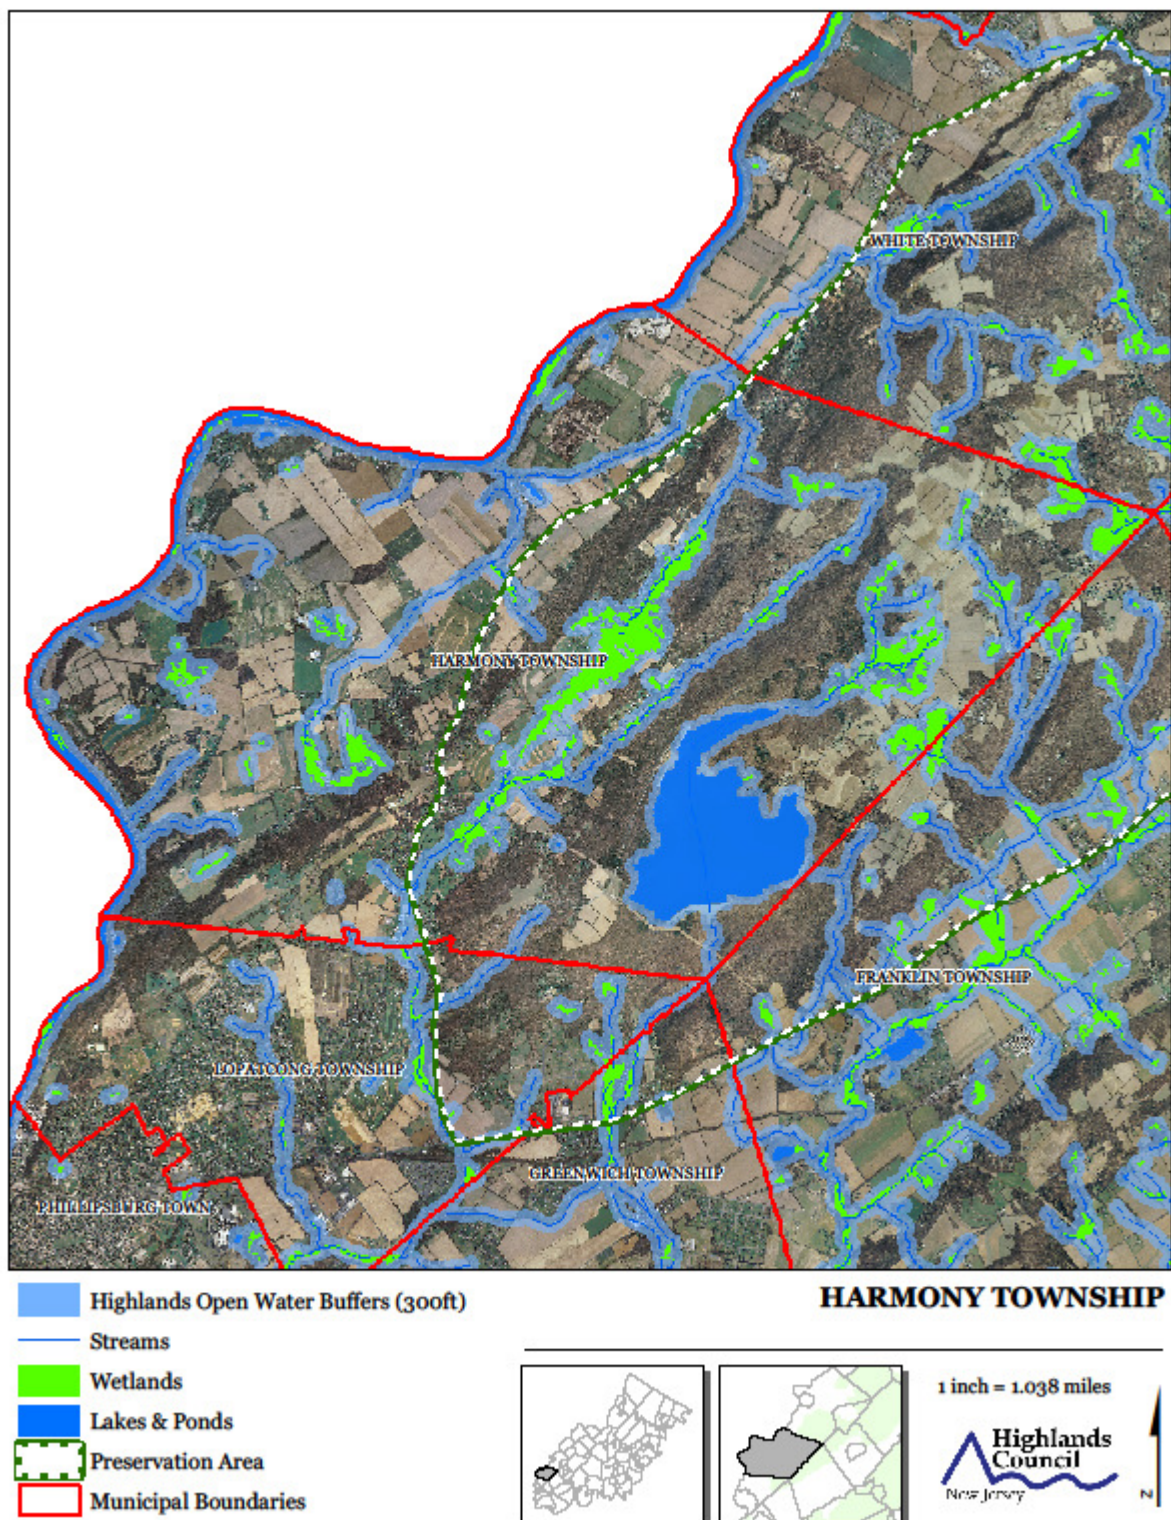 WHITE TOWNSHIP
HARMONY TOWNSHIP
FRANKLIN TOWNSHIP
LOPATCONG TOWNSHIP
GREENWICH TOWNSHIP
PHILLIPSBURG TOWN
Highlands Open Water Buffers (300ft)
Streams
Wetlands
Lakes & Ponds
Preservation Area
Municipal Boundaries
HARMONY TOWNSHIP
1 inch = 1.038 miles
Highlands
Council
New Jersey
N